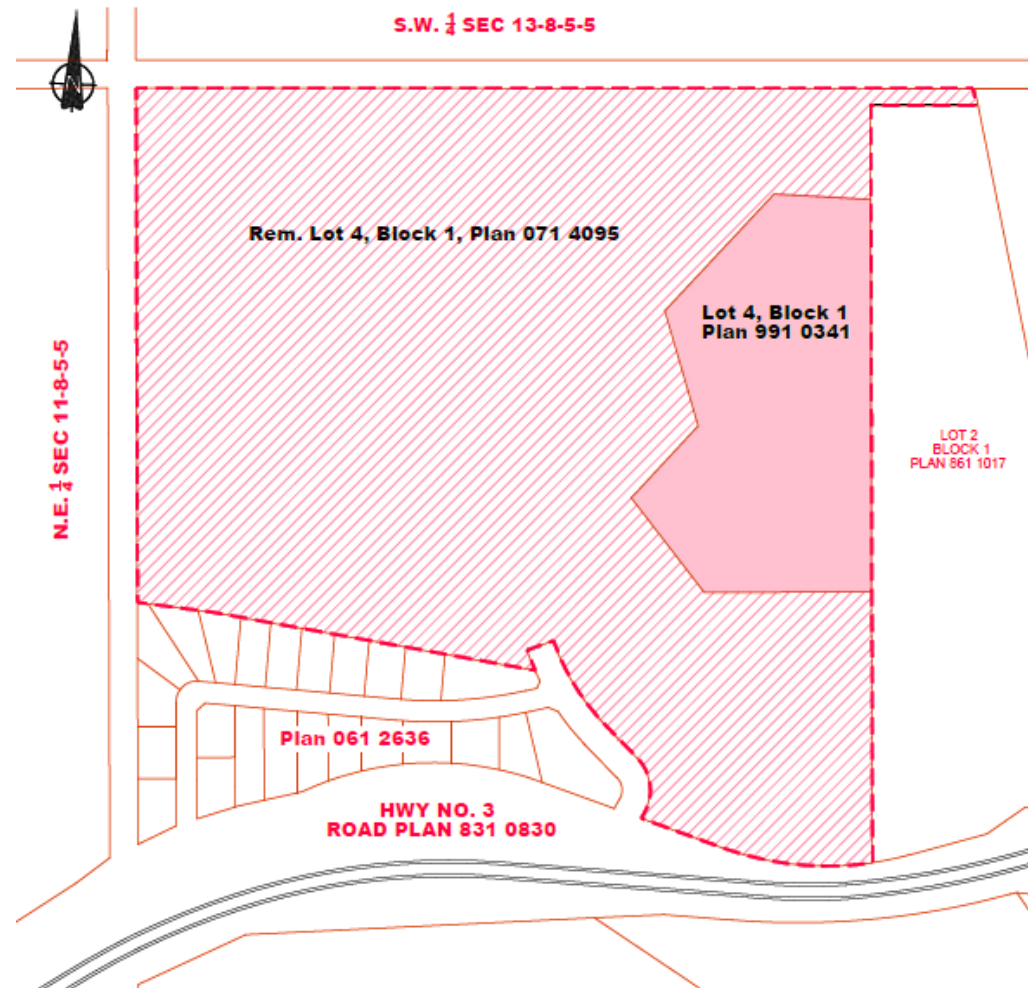 S.W. 1/4 SEC 13-8-5-5
N
Rem. Lot 4, Block 1, Plan 071 4095
Lot 4, Block 1
Plan 991 0341
N.E. 1/4 SEC 11-8-5-5
LOT 2
BLOCK 1
PLAN 861 1017
Plan 061 2636
HWY NO. 3
ROAD PLAN 831 0830